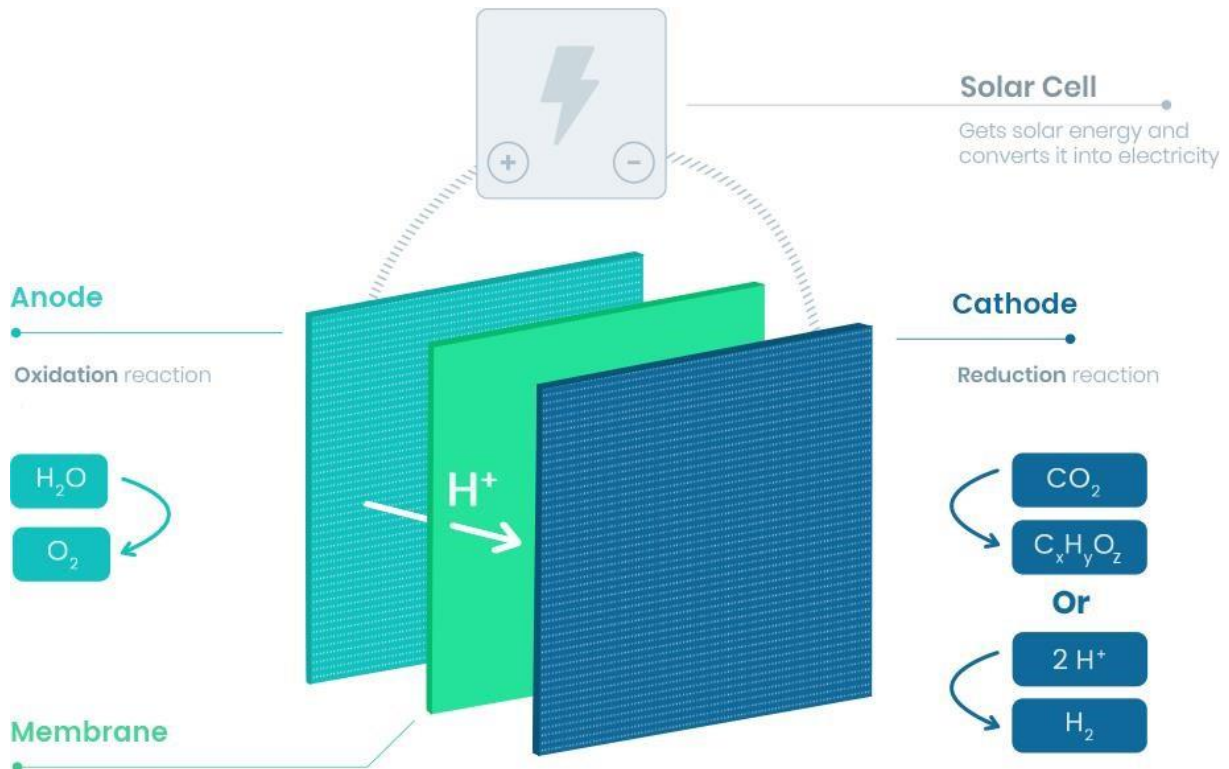 +
−
Solar Cell
Gets solar energy and
converts it into electricity
Anode
Oxidation reaction
H₂O
O₂
H⁺
Membrane
Cathode
Reduction reaction
CO₂
CₓHᵧO_z
Or
2 H⁺
H₂